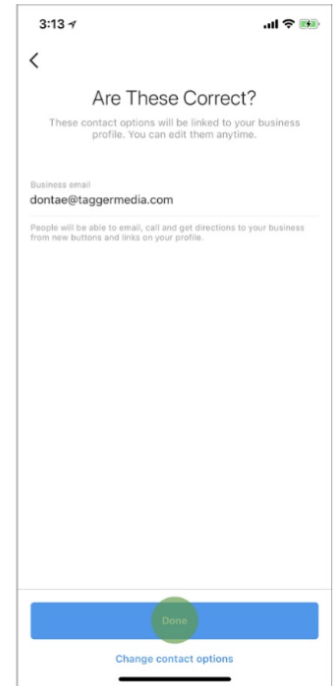 3:13
Are These Correct?
These contact options will be linked to your business
profile. You can edit them anytime.
Business email
dontae@taggermedia.com
People will be able to email, call and get directions to your business
from new buttons and links on your profile.
Done
Change contact options